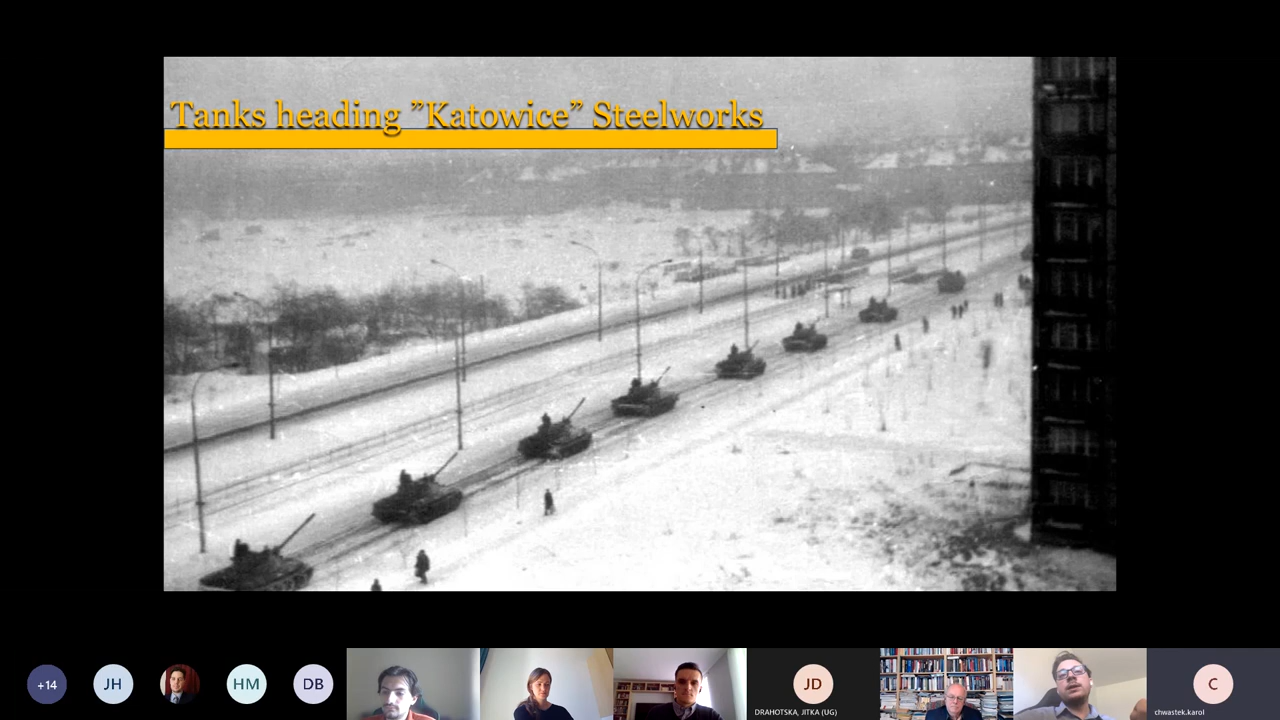 Tanks heading ”Katowice” Steelworks
+14
JH
HM
DB
JD
DRAHOTSKA, JITKA (UG)
C
chwastek.karol